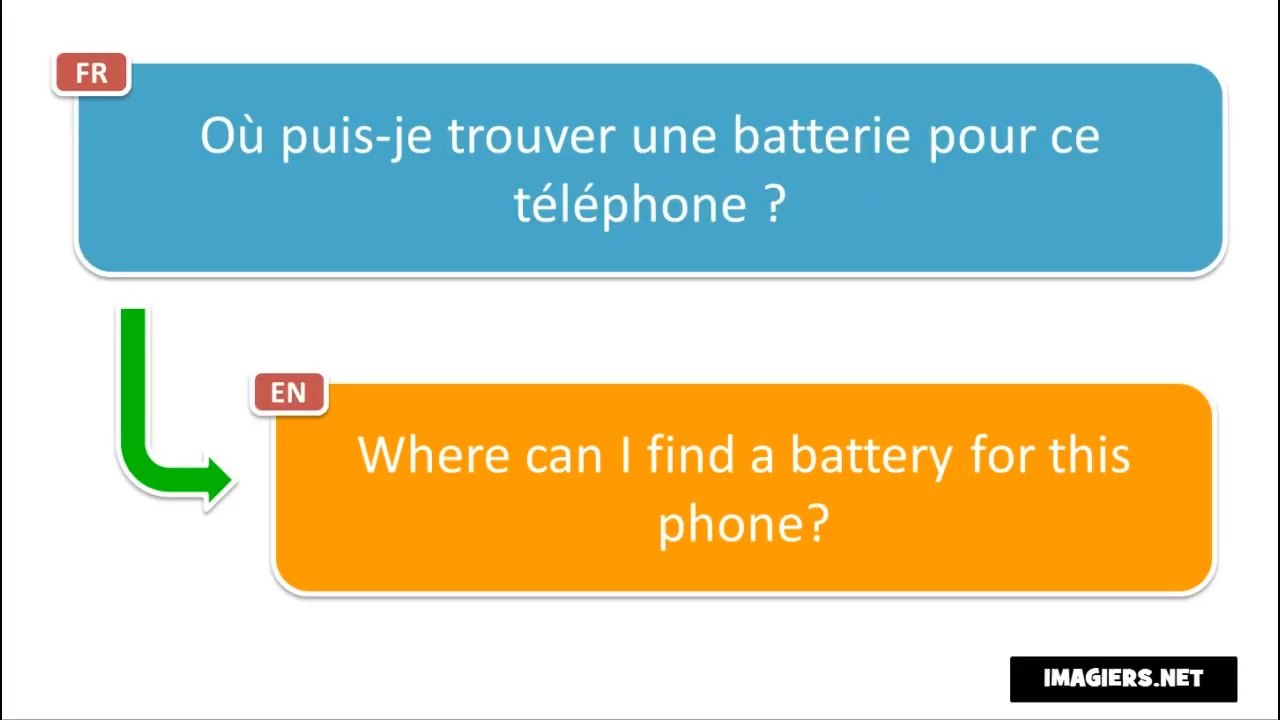 FR
Où puis-je trouver une batterie pour ce
téléphone ?
EN
Where can I find a battery for this
phone?
IMAGIERS.NET